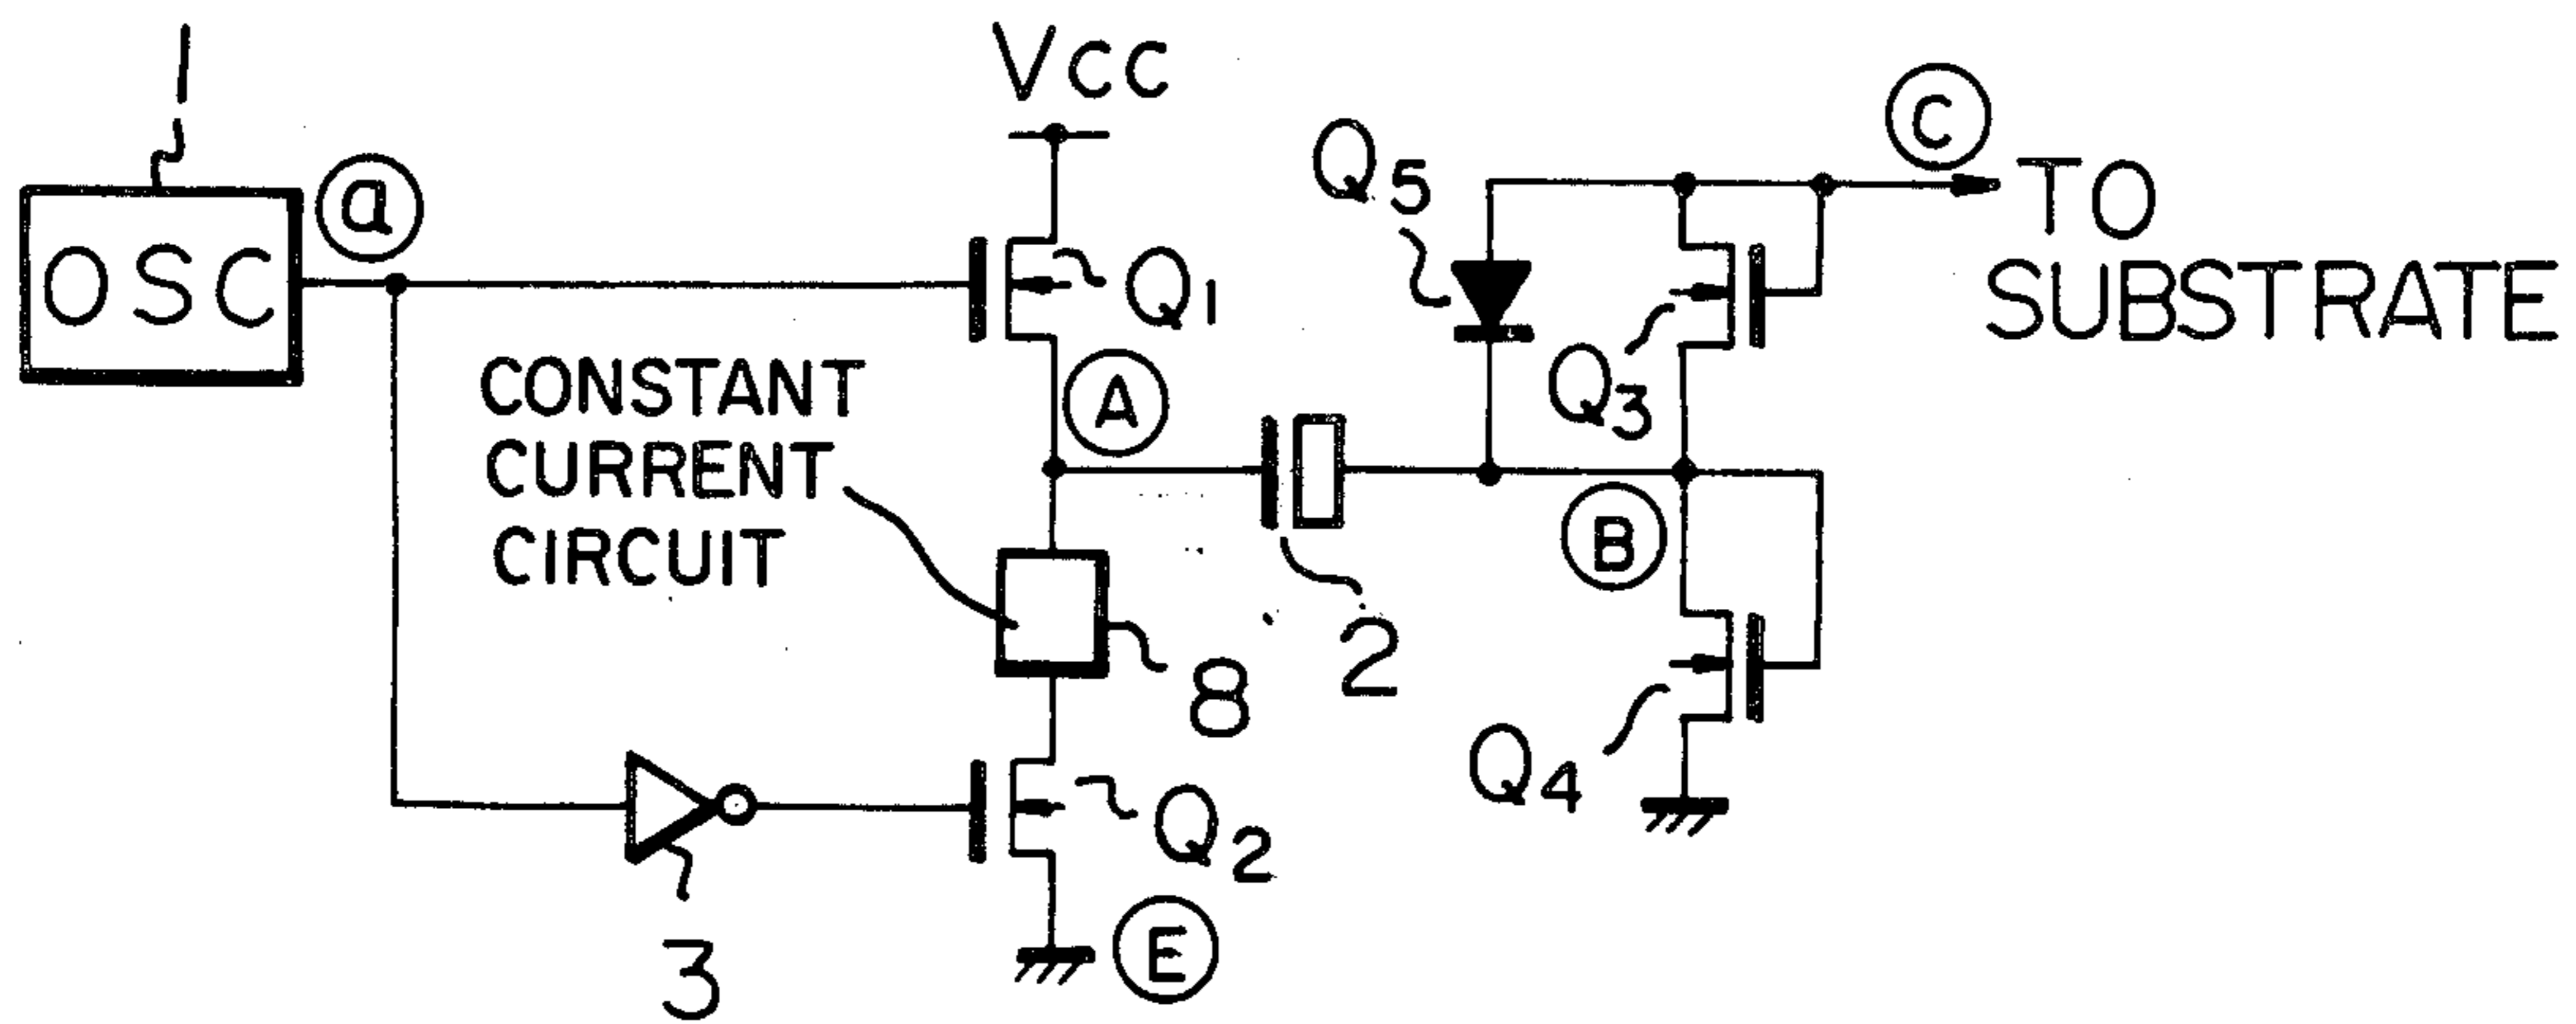 1
OSC
a
VCC
Q1
CONSTANT
CURRENT
CIRCUIT
A
8
2
3
Q2
E
Q5
Q3
B
Q4
C
TO
SUBSTRATE